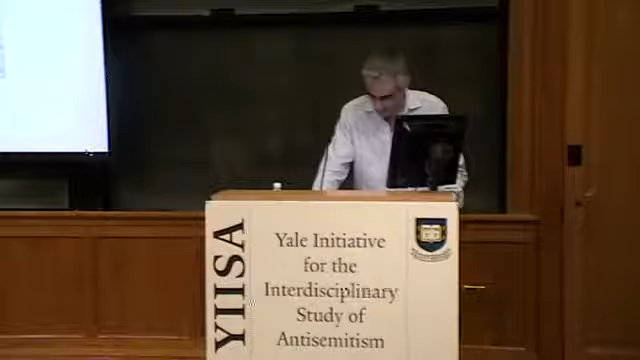 YIISA
Yale Initiative
for the
Interdisciplinary
Study of
Antisemitism